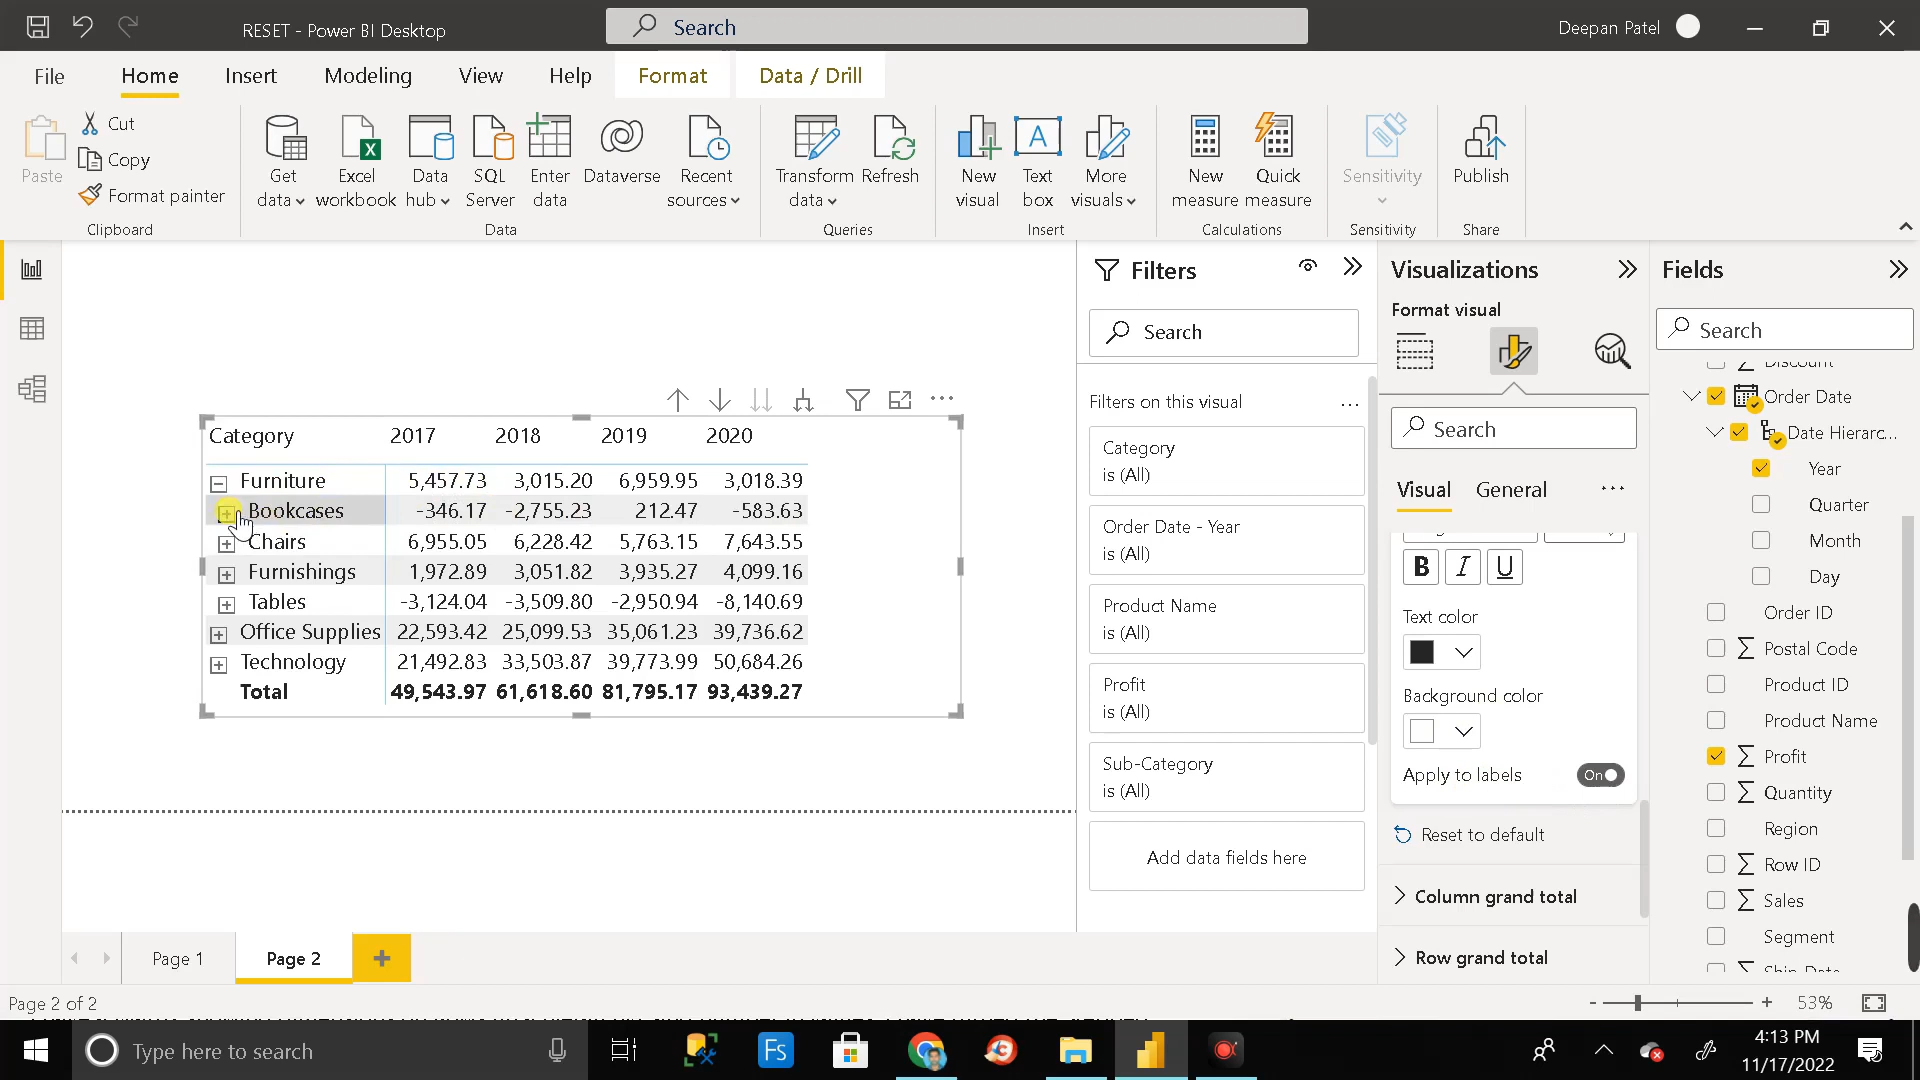 RESET - Power BI Desktop
Search
Deepan Patel
File
Home
Insert
Modeling
View
Help
Format
Data / Drill
Paste
Cut
Copy
Format painter
Clipboard
Get data
Excel workbook
Data hub
SQL Server
Enter data
Dataverse
Recent sources
Data
Transform data
Refresh
Queries
New visual
Text box
More visuals
Insert
New measure
Quick measure
Calculations
Sensitivity
Sensitivity
Publish
Share
Category 2017 2018 2019 2020
Furniture 5,457.73 3,015.20 6,959.95 3,018.39
Bookcases -346.17 -2,755.23 212.47 -583.63
Chairs 6,955.05 6,228.42 5,763.15 7,643.55
Furnishings 1,972.89 3,051.82 3,935.27 4,099.16
Tables -3,124.04 -3,509.80 -2,950.94 -8,140.69
Office Supplies 22,593.42 25,099.53 35,061.23 39,736.62
Technology 21,492.83 33,503.87 39,773.99 50,684.26
Total 49,543.97 61,618.60 81,795.17 93,439.27
Filters
Search
Filters on this visual
Category
is (All)
Order Date - Year
is (All)
Product Name
is (All)
Profit
is (All)
Sub-Category
is (All)
Add data fields here
Visualizations
Format visual
Search
Visual
General
B I U
Text color
Background color
Apply to labels On
Reset to default
Column grand total
Row grand total
Fields
Search
Discount
Order Date
Date Hierarc...
Year
Quarter
Month
Day
Order ID
Postal Code
Product ID
Product Name
Profit
Quantity
Region
Row ID
Sales
Segment
Ship Date
Page 1
Page 2
Page 2 of 2
- + 53%
Type here to search
Fs
4:13 PM
11/17/2022